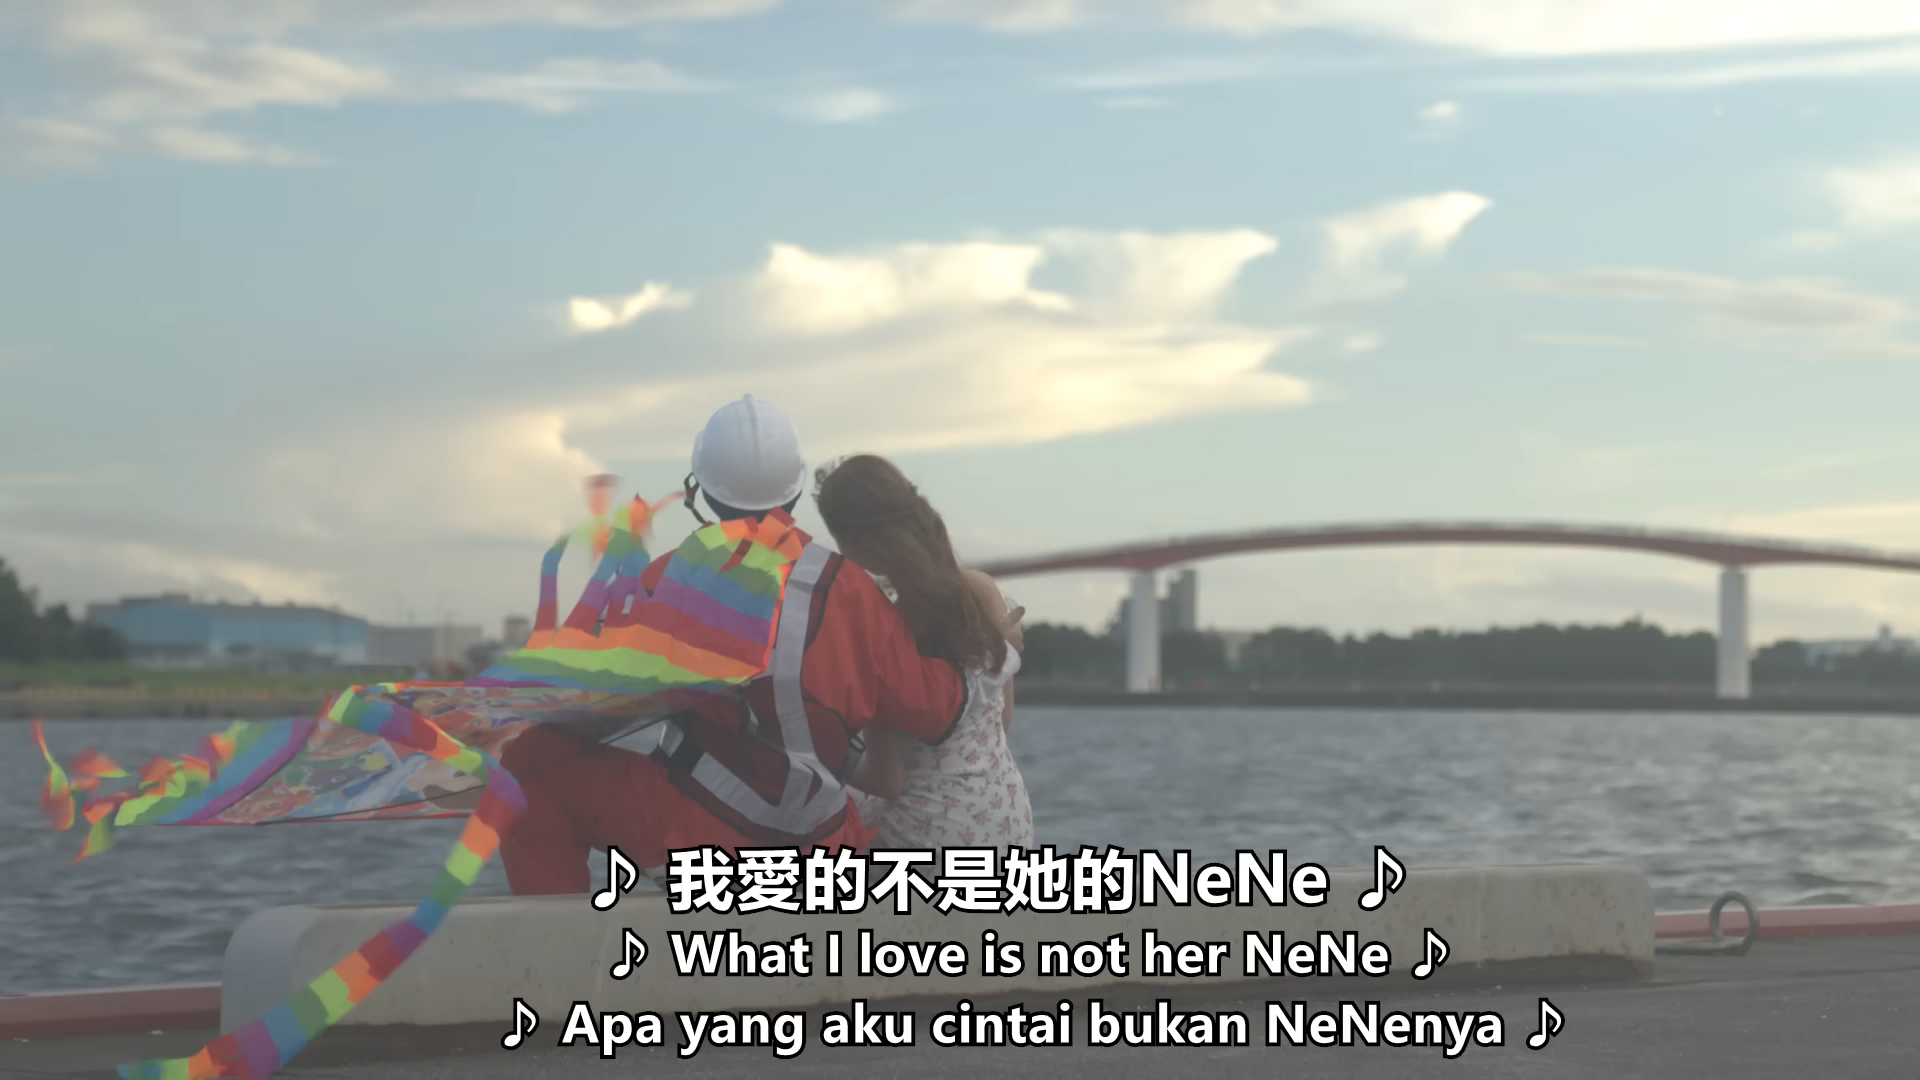 ♪ 我愛的不是她的NeNe ♪
♪ What I love is not her NeNe ♪
♪ Apa yang aku cintai bukan NeNenya ♪